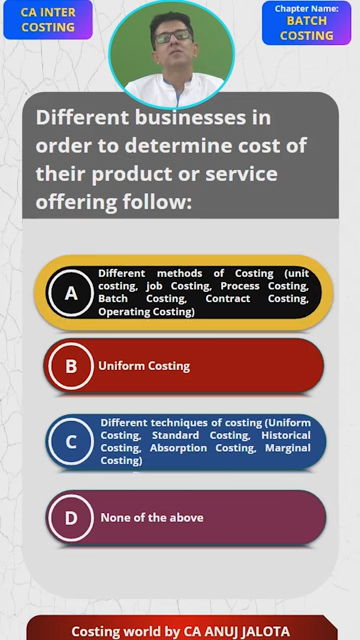 CA INTER
COSTING
Chapter Name:
BATCH
COSTING
Different businesses in
order to determine cost of
their product or service
offering follow:
A
Different methods of Costing (unit
costing, job Costing, Process Costing,
Batch Costing, Contract Costing,
Operating Costing)
B
Uniform Costing
C
Different techniques of costing (Uniform
Costing, Standard Costing, Historical
Costing, Absorption Costing, Marginal
Costing)
D
None of the above
Costing world by CA ANUJ JALOTA